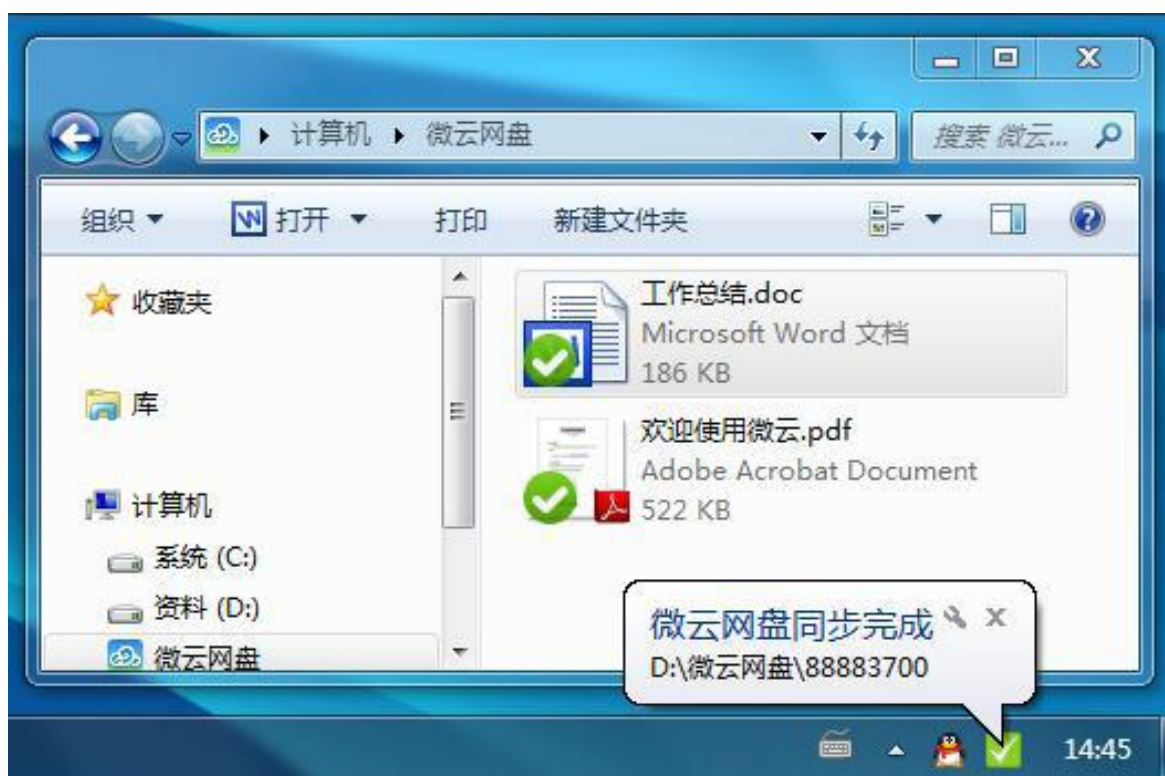 计算机 微云网盘
搜索 微云...
组织 打开 打印 新建文件夹
收藏夹
库
计算机
系统 (C:)
资料 (D:)
微云网盘
工作总结.doc
Microsoft Word 文档
186 KB
欢迎使用微云.pdf
Adobe Acrobat Document
522 KB
微云网盘同步完成
D:\微云网盘\88883700
14:45